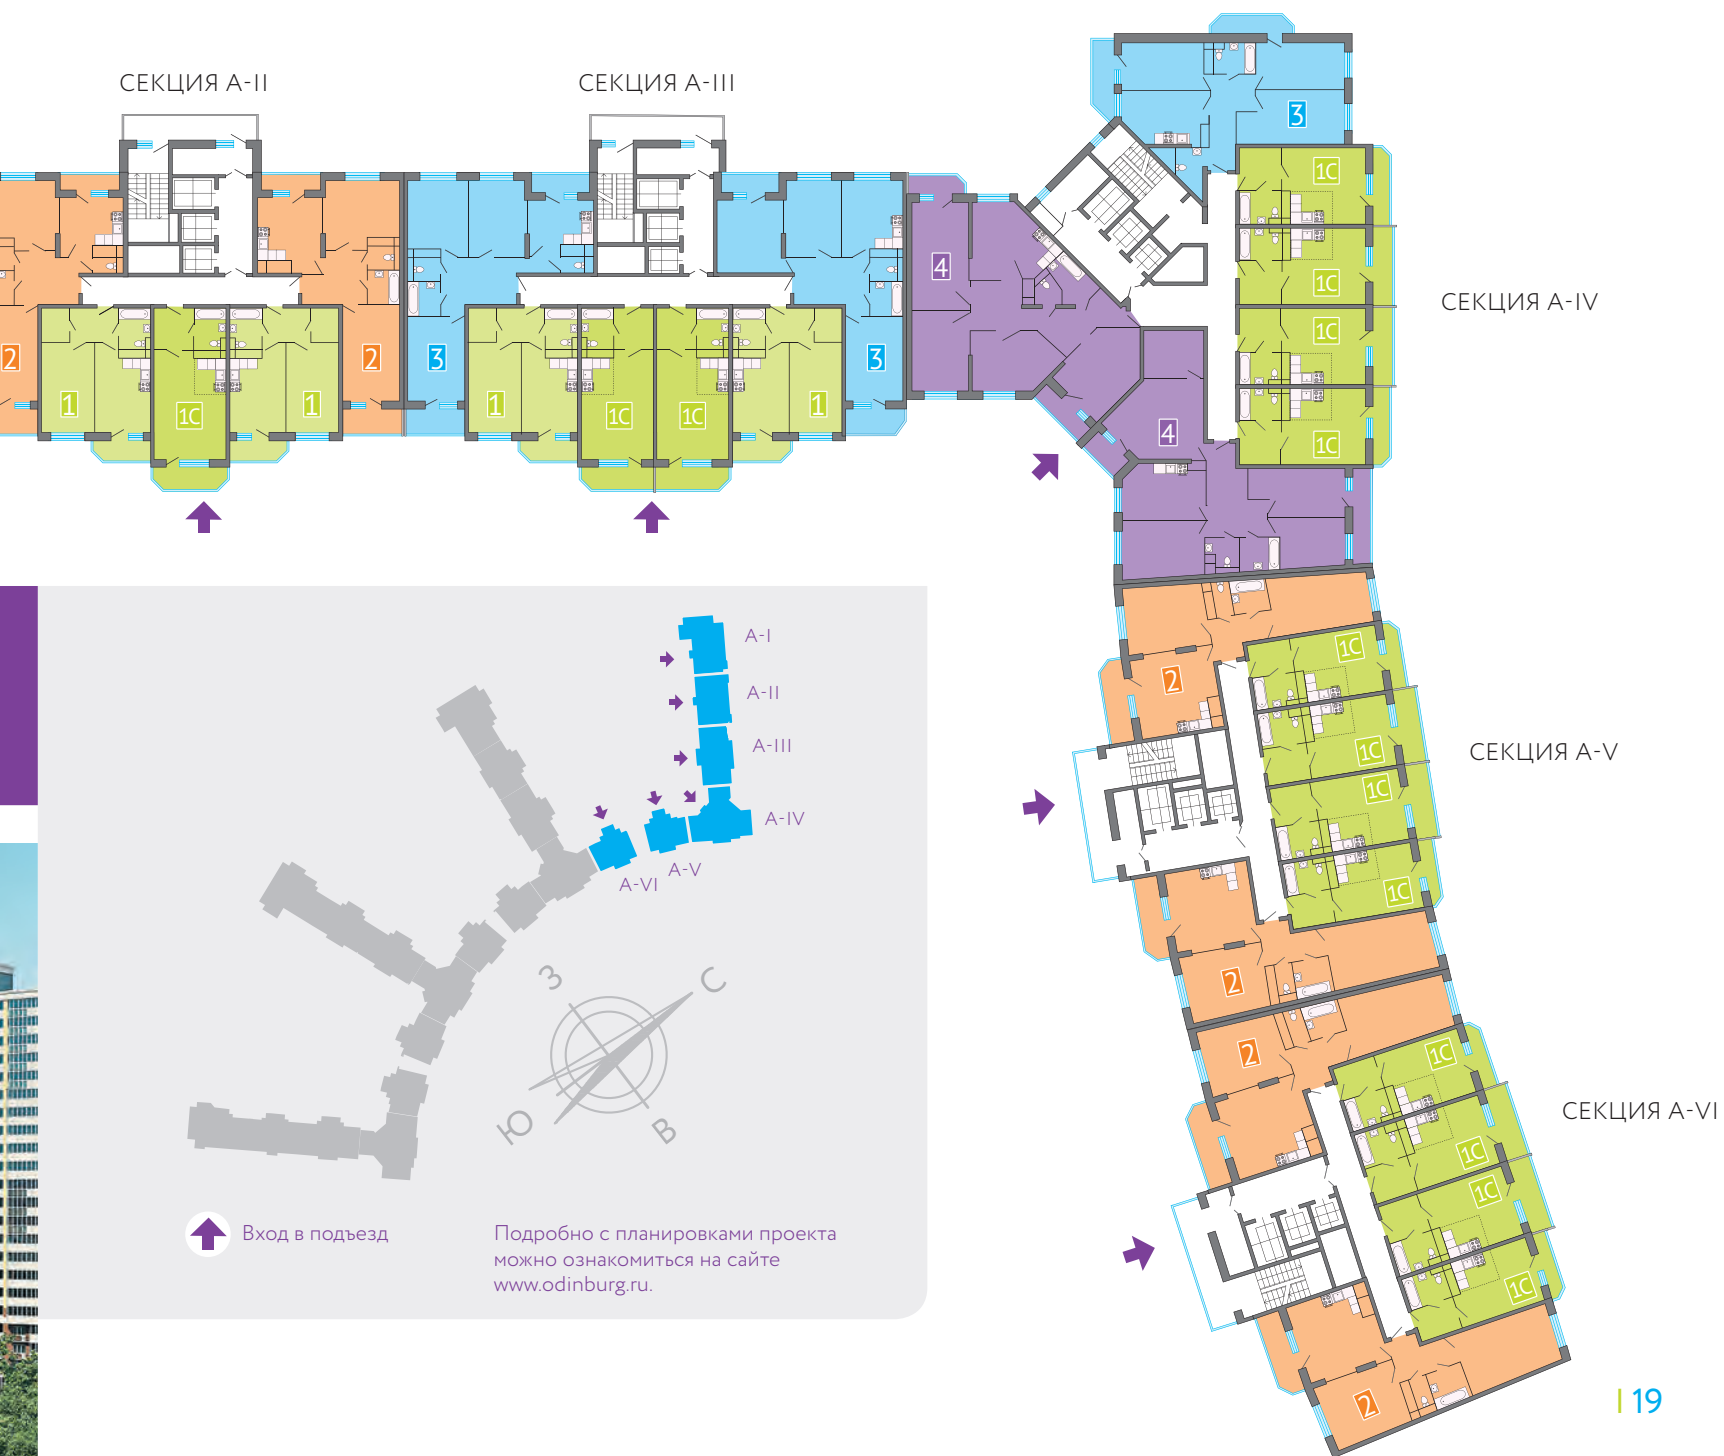 СЕКЦИЯ А-II
СЕКЦИЯ А-III
3
1С
1С
1С
1С
СЕКЦИЯ А-IV
4
4
2
1
1С
1
2
3
1
1С
1С
1
3
2
1С
1С
1С
1С
СЕКЦИЯ А-V
2
2
1С
1С
1С
1С
СЕКЦИЯ А-VI
2
А-I
А-II
А-III
А-IV
А-V
А-VI
З
С
Ю
В
Вход в подъезд
Подробно с планировками проекта
можно ознакомиться на сайте
www.odinburg.ru.
| 19